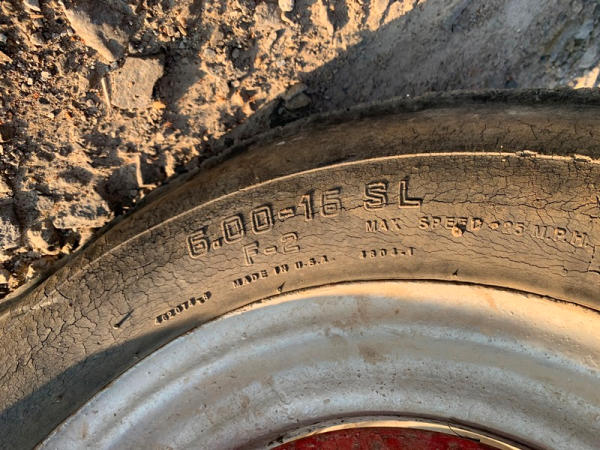 6.00-16 SL
F-2
MAX SPEED 25 M.P.H.
MADE IN U.S.A.